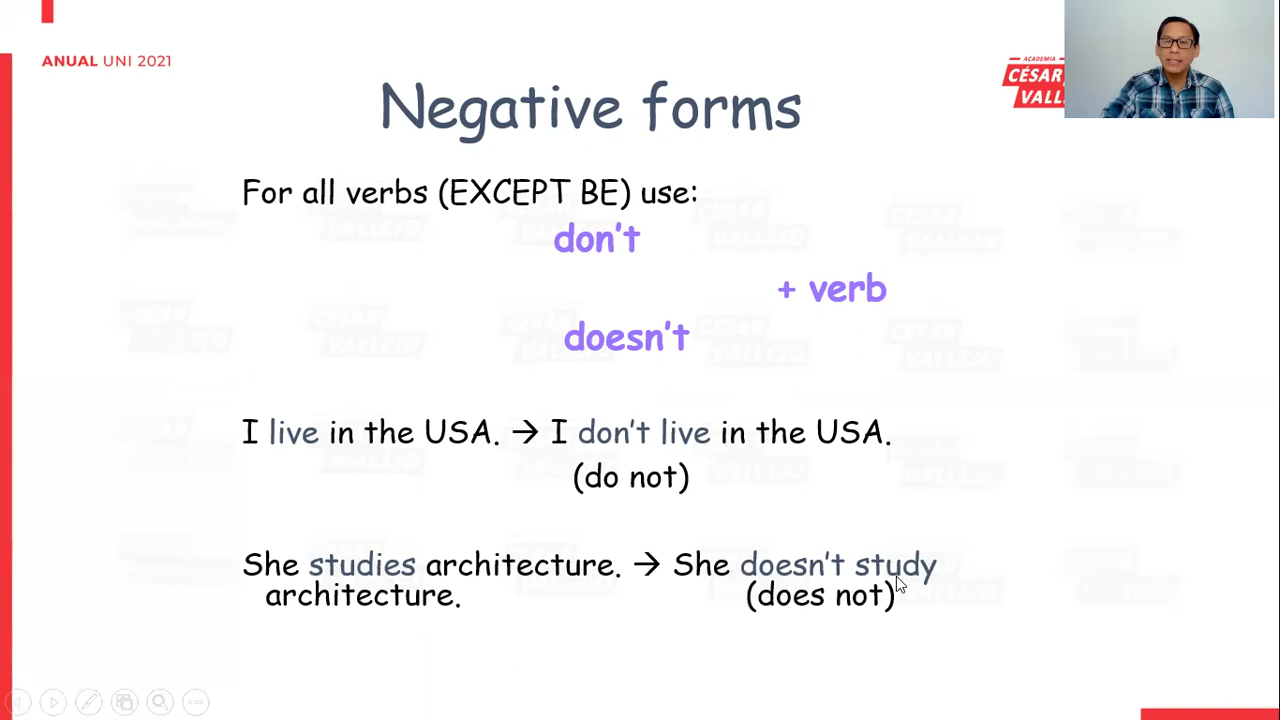 ANUAL UNI 2021
ACADEMIA
CÉSAR
VALL
Negative forms
For all verbs (EXCEPT BE) use:
don't
+ verb
doesn't
I live in the USA. → I don't live in the USA.
(do not)
She studies architecture. → She doesn't study
architecture. (does not)